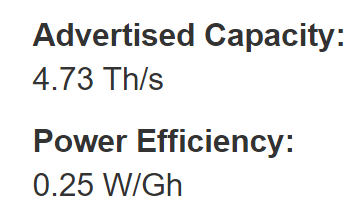 Advertised Capacity:
4.73 Th/s
Power Efficiency:
0.25 W/Gh